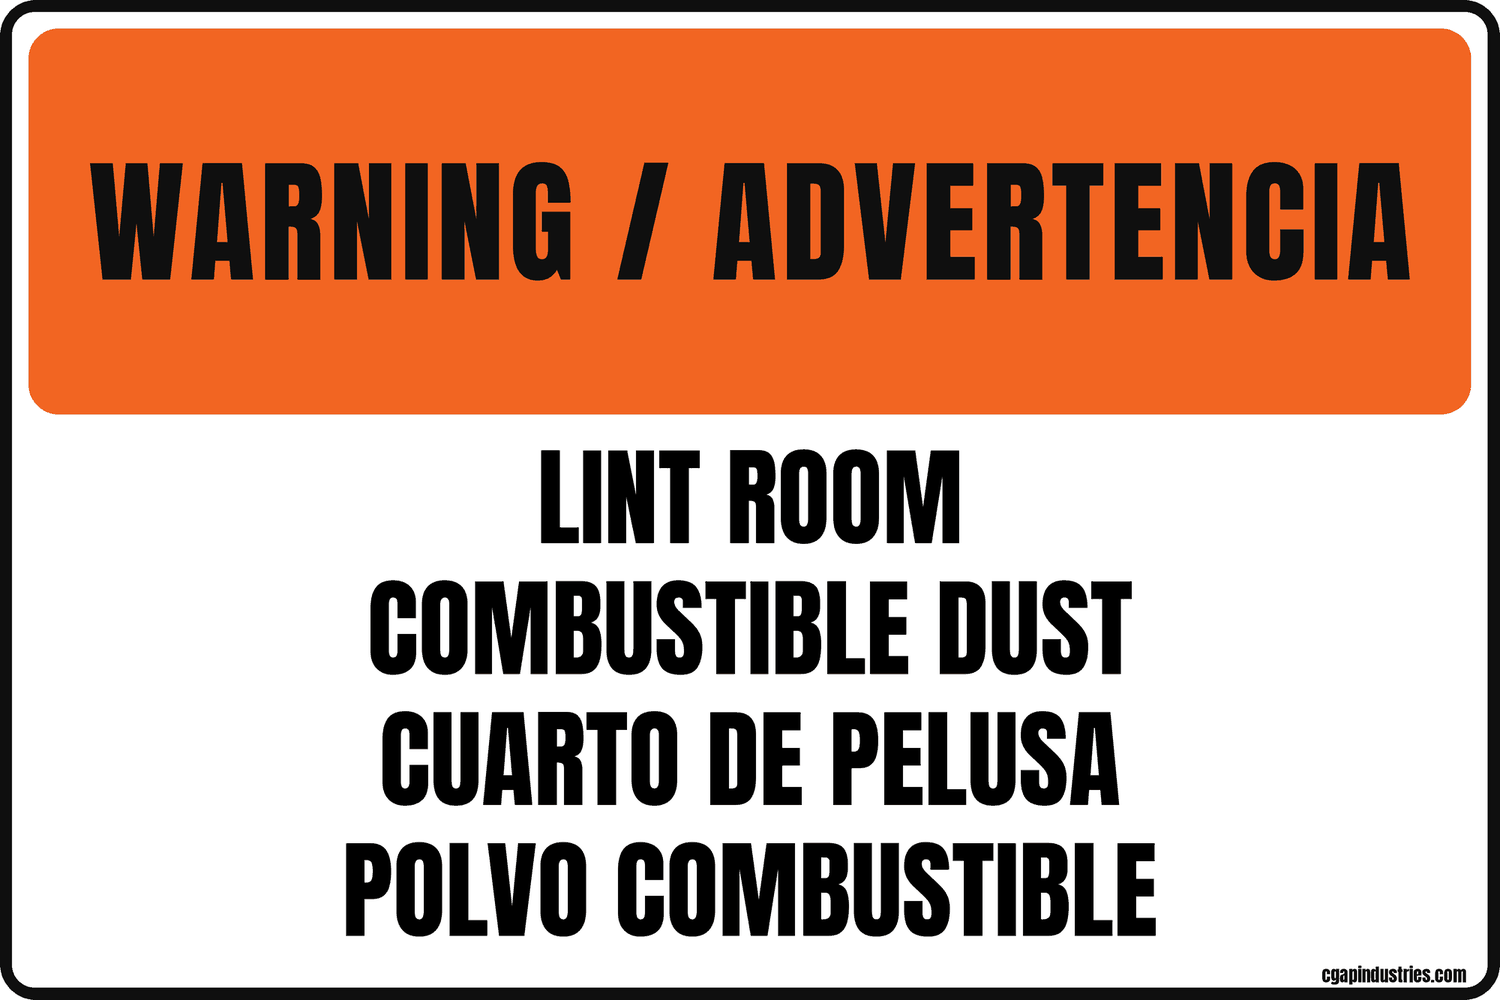 WARNING / ADVERTENCIA
LINT ROOM
COMBUSTIBLE DUST
CUARTO DE PELUSA
POLVO COMBUSTIBLE
cgapindustries.com